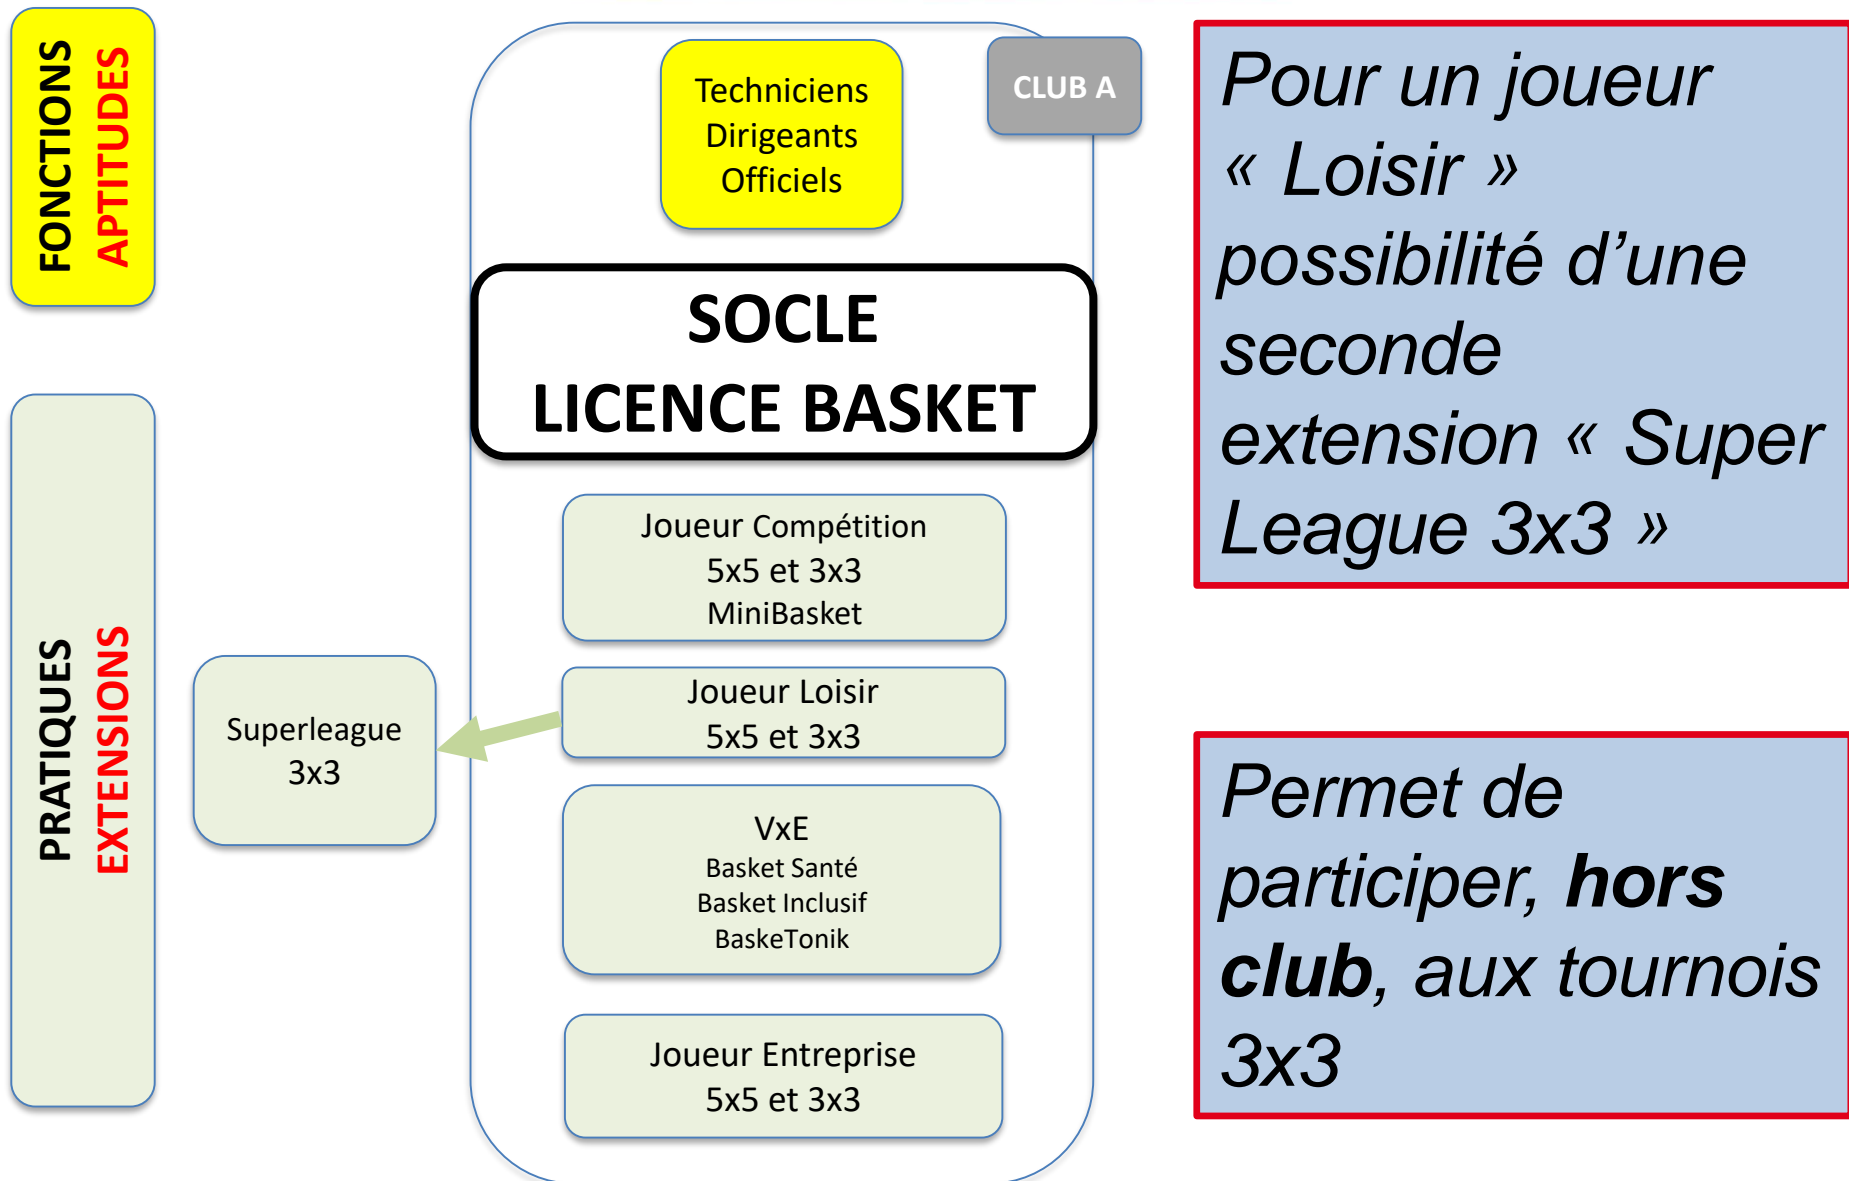 FONCTIONS
APTITUDES
Techniciens
Dirigeants
Officiels
CLUB A
SOCLE
LICENCE BASKET
PRATIQUES
EXTENSIONS
Superleague
3x3
Joueur Compétition
5x5 et 3x3
MiniBasket
Joueur Loisir
5x5 et 3x3
VxE
Basket Santé
Basket Inclusif
BaskeTonik
Joueur Entreprise
5x5 et 3x3
Pour un joueur
« Loisir »
possibilité d’une
seconde
extension « Super
League 3x3 »
Permet de
participer, hors
club, aux tournois
3x3